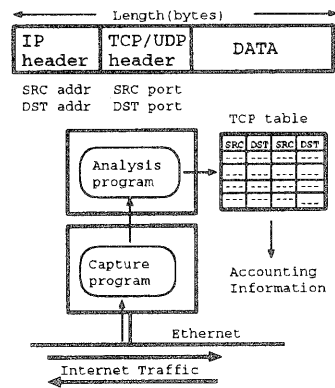 Length(bytes)
IP header
TCP/UDP header
DATA
SRC addr SRC port
DST addr DST port
TCP table
SRC DST SRC DST
Analysis program
Capture program
Accounting Information
Ethernet
Internet Traffic